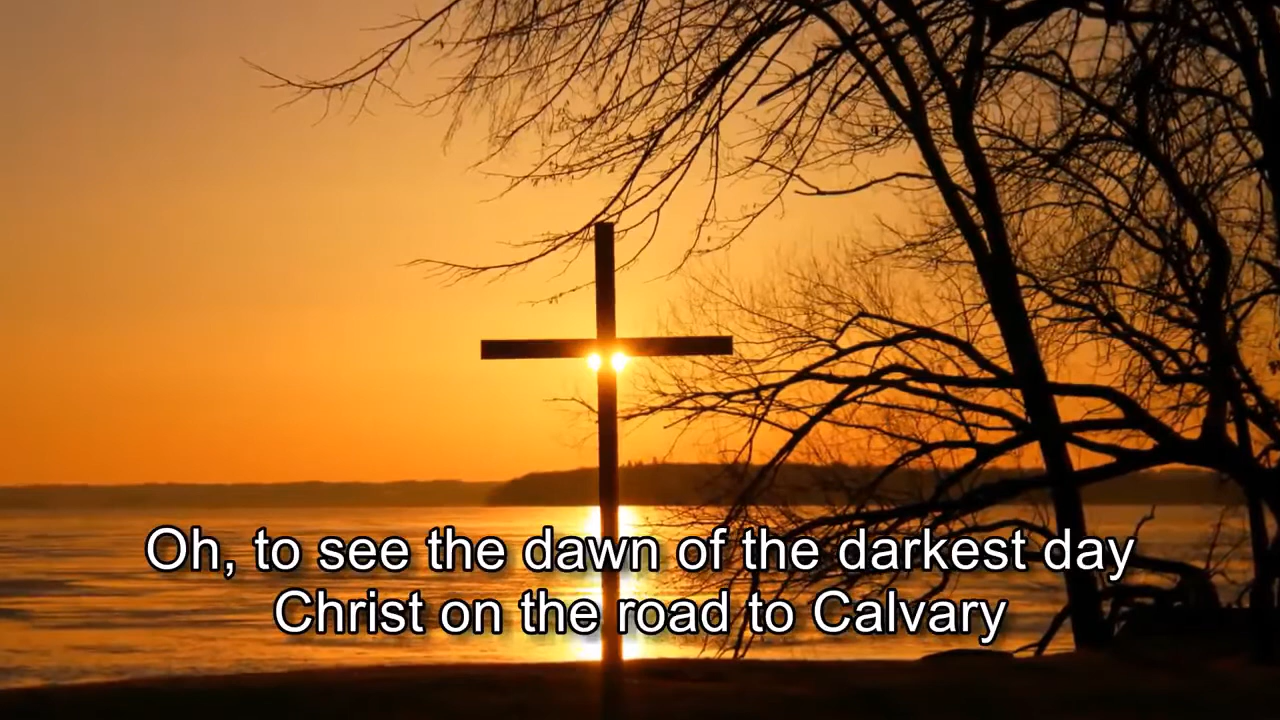 Oh, to see the dawn of the darkest day
Christ on the road to Calvary